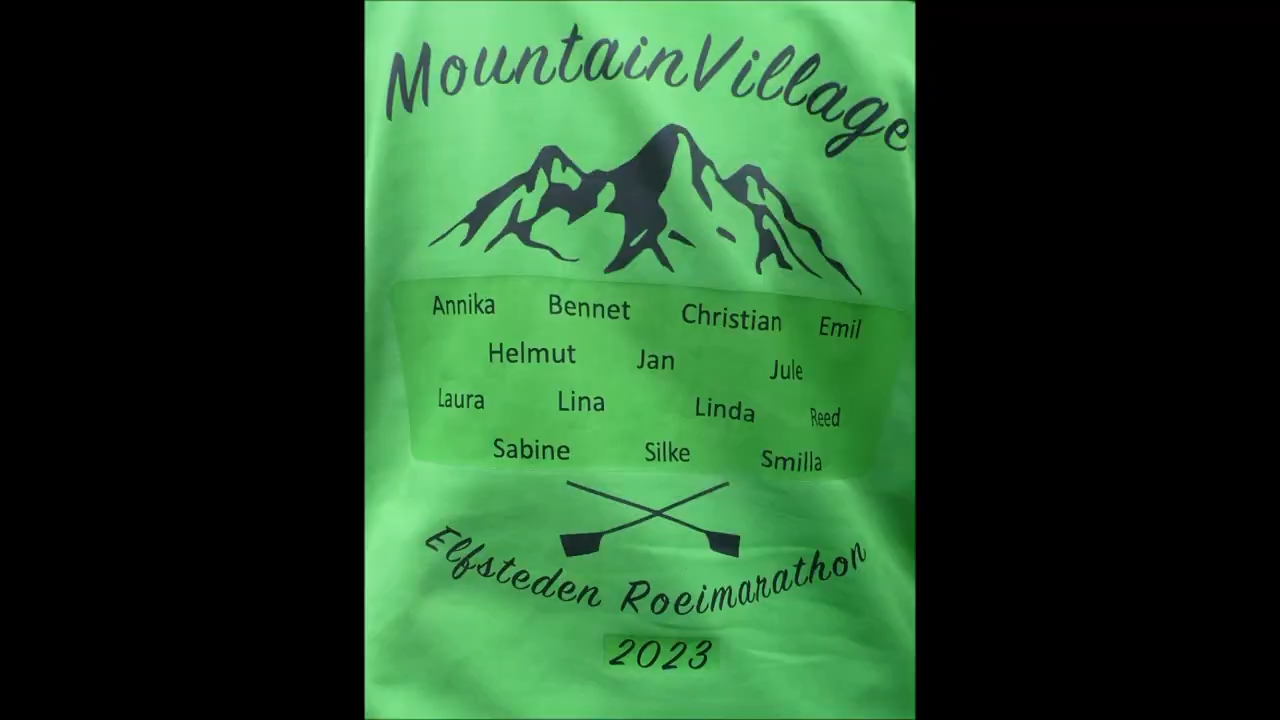 MountainVillage
Annika Bennet Christian Emil
Helmut Jan Jule
Laura Lina Linda Reed
Sabine Silke Smilla
Elfsteden Roeimarathon
2023